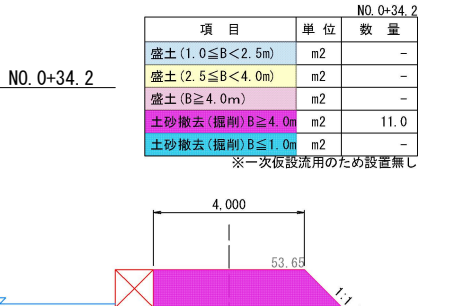 NO.0+34.2
項 目 単 位 数 量
盛土(1.0≦B<2.5m) m2 −
盛土(2.5≦B<4.0m) m2 −
NO.0+34.2
盛土(B≧4.0m) m2 −
土砂撤去(掘削)B≧4.0m m2 11.0
土砂撤去(掘削)B≦1.0m m2 −
※一次仮設流用のため設置無し
4,000
53.65
1:1